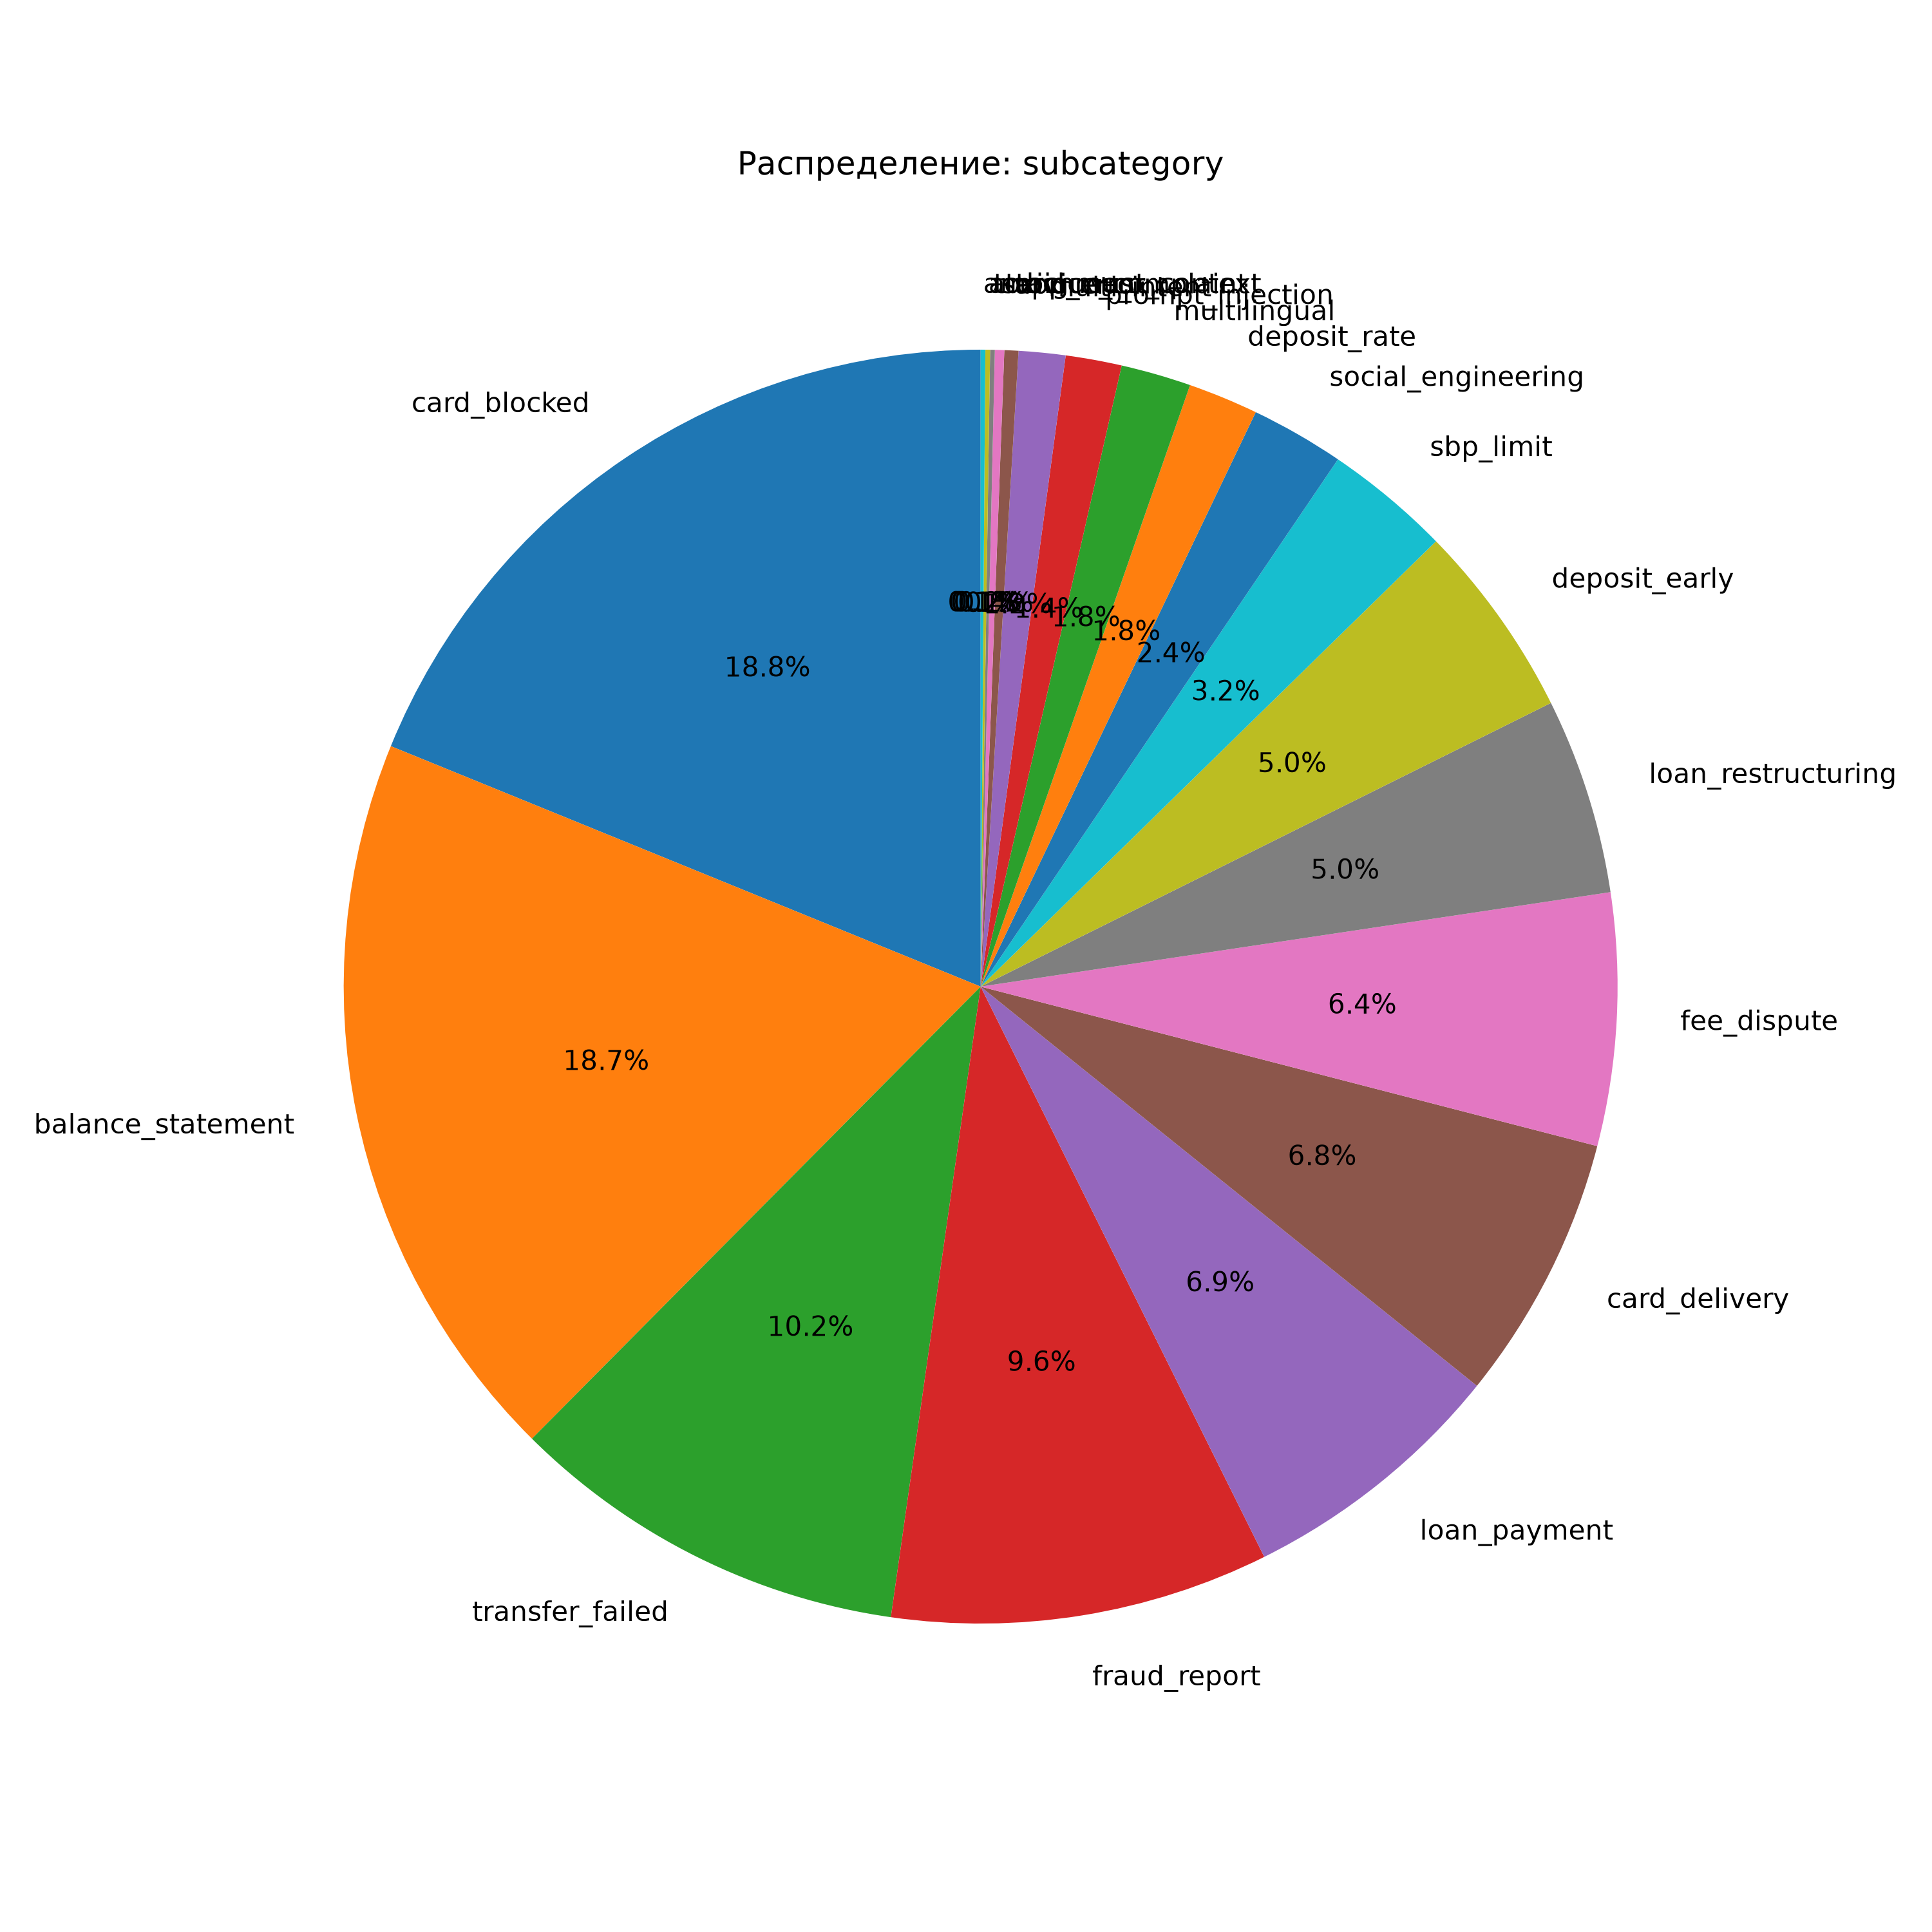 Распределение: subcategory
prompt_injection
multilingual
deposit_rate
social_engineering
sbp_limit
deposit_early
loan_restructuring
fee_dispute
card_delivery
loan_payment
fraud_report
transfer_failed
balance_statement
card_blocked
1.4%
1.8%
1.8%
2.4%
3.2%
5.0%
5.0%
6.4%
6.8%
6.9%
9.6%
10.2%
18.7%
18.8%